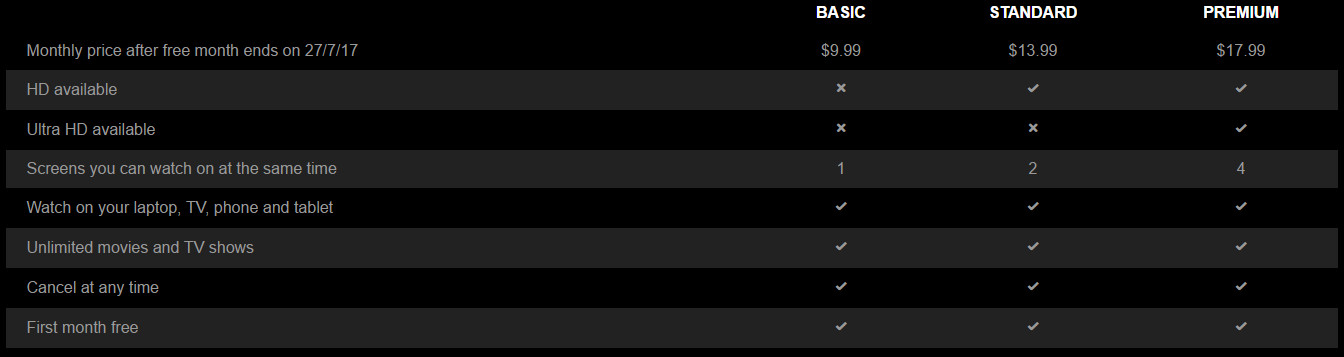 BASIC STANDARD PREMIUM
Monthly price after free month ends on 27/7/17 $9.99 $13.99 $17.99
HD available ✖ ✔ ✔
Ultra HD available ✖ ✖ ✔
Screens you can watch on at the same time 1 2 4
Watch on your laptop, TV, phone and tablet ✔ ✔ ✔
Unlimited movies and TV shows ✔ ✔ ✔
Cancel at any time ✔ ✔ ✔
First month free ✔ ✔ ✔